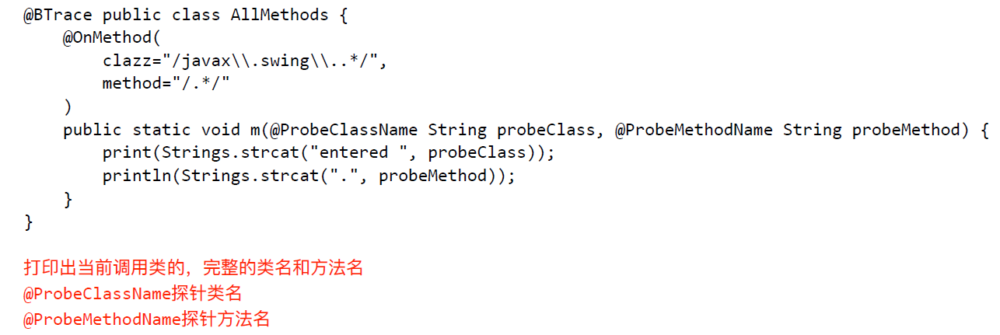 @BTrace public class AllMethods {
    @OnMethod(
        clazz="/javax\\.swing\\..*/",
        method="/.*/"
    )
    public static void m(@ProbeClassName String probeClass, @ProbeMethodName String probeMethod) {
        print(Strings.strcat("entered ", probeClass));
        println(Strings.strcat(".", probeMethod));
    }
}
打印出当前调用类的，完整的类名和方法名
@ProbeClassName探针类名
@ProbeMethodName探针方法名